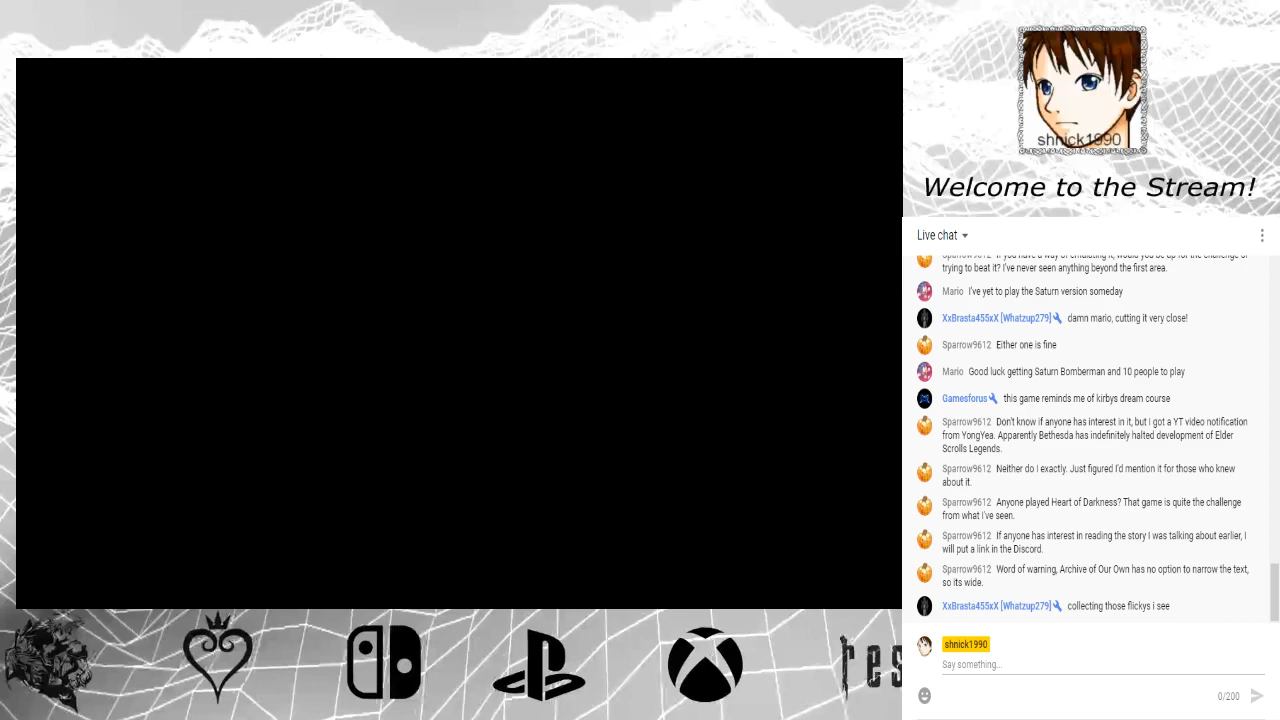 shnick1990
Welcome to the Stream!
Live chat
Sparrow9612 If you have a way of emulating it, would you be up for the challenge of
trying to beat it? I've never seen anything beyond the first area.
Mario I've yet to play the Saturn version someday
XxBrasta455xX [Whatzup279] damn mario, cutting it very close!
Sparrow9612 Either one is fine
Mario Good luck getting Saturn Bomberman and 10 people to play
Gamesforus this game reminds me of kirbys dream course
Sparrow9612 Don't know if anyone has interest in it, but I got a YT video notification
from YongYea. Apparently Bethesda has indefinitely halted development of Elder
Scrolls Legends.
Sparrow9612 Neither do I exactly. Just figured I'd mention it for those who knew
about it.
Sparrow9612 Anyone played Heart of Darkness? That game is quite the challenge
from what I've seen.
Sparrow9612 If anyone has interest in reading the story I was talking about earlier, I
will put a link in the Discord.
Sparrow9612 Word of warning, Archive of Our Own has no option to narrow the text,
so its wide.
XxBrasta455xX [Whatzup279] collecting those flickys i see
shnick1990
Say something...
0/200
res